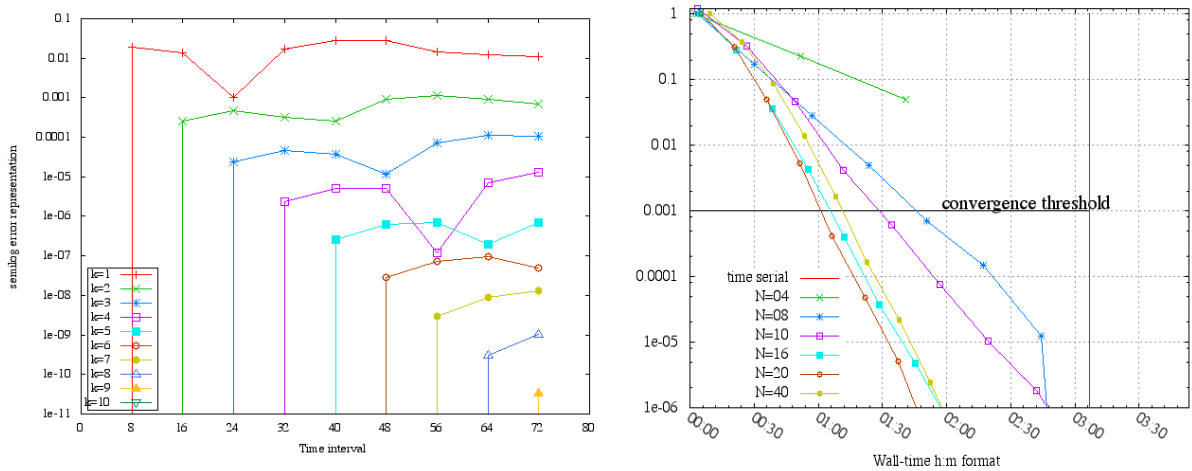 0.1
0.01
0.001
0.0001
1e-05
1e-06
1e-07
1e-08
1e-09
1e-10
1e-11
semilog error representation
k=1
k=2
k=3
k=4
k=5
k=6
k=7
k=8
k=9
k=10
0 8 16 24 32 40 48 56 64 72 80
Time interval
1
0.1
0.01
0.001
0.0001
1e-05
1e-06
convergence threshold
time serial
N=04
N=08
N=10
N=16
N=20
N=40
00:00 00:30 01:00 01:30 02:00 02:30 03:00 03:30
Wall-time h:m format